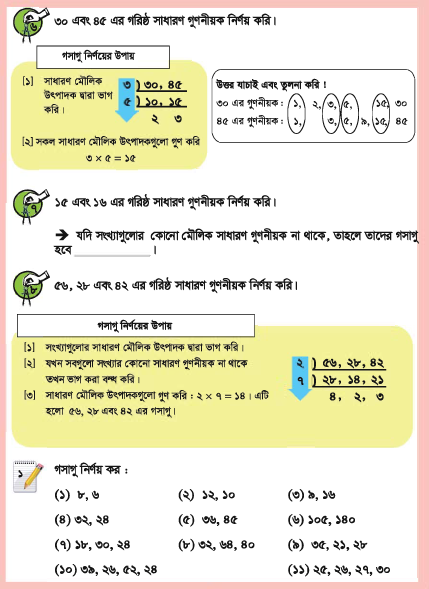 ৬
৩০ এবং ৪৫ এর গরিষ্ঠ সাধারণ গুণনীয়ক নির্ণয় করি।
গসাগু নির্ণয়ের উপায়
[১] সাধারণ মৌলিক
উৎপাদক দ্বারা ভাগ
করি।
৩ ) ৩০, ৪৫
৫ ) ১০, ১৫
২ ৩
[২] সকল সাধারণ মৌলিক উৎপাদকগুলো গুণ করি
৩ × ৫ = ১৫
উত্তর যাচাই এবং তুলনা করি !
৩০ এর গুণনীয়ক : ১, ২, ৩, ৫, ১৫, ৩০
৪৫ এর গুণনীয়ক : ১, ৩, ৫, ৯, ১৫, ৪৫
৭
১৫ এবং ১৬ এর গরিষ্ঠ সাধারণ গুণনীয়ক নির্ণয় করি।
➔ যদি সংখ্যাগুলোর কোনো মৌলিক সাধারণ গুণনীয়ক না থাকে, তাহলে তাদের গসাগু
হবে ____________ ।
৮
৫৬, ২৮ এবং ৪২ এর গরিষ্ঠ সাধারণ গুণনীয়ক নির্ণয় করি।
গসাগু নির্ণয়ের উপায়
[১] সংখ্যাগুলোর সাধারণ মৌলিক উৎপাদক দ্বারা ভাগ করি।
[২] যখন সবগুলো সংখ্যার কোনো সাধারণ গুণনীয়ক না থাকে
তখন ভাগ করা বন্ধ করি।
[৩] সাধারণ মৌলিক উৎপাদকগুলো গুণ করি : ২ × ৭ = ১৪। এটি
হলো ৫৬, ২৮ এবং ৪২ এর গসাগু।
২ ) ৫৬, ২৮, ৪২
৭ ) ২৮, ১৪, ২১
৪, ২, ৩
১
গসাগু নির্ণয় কর :
(১) ৮, ৬ (২) ১২, ১০ (৩) ৯, ১৬
(৪) ৩২, ২৪ (৫) ৩৬, ৪৫ (৬) ১০৫, ১৪০
(৭) ১৮, ৩০, ২৪ (৮) ৩২, ৬৪, ৪০ (৯) ৩৫, ২১, ২৮
(১০) ৩৯, ২৬, ৫২, ২৪ (১১) ২৫, ২৬, ২৭, ৩০